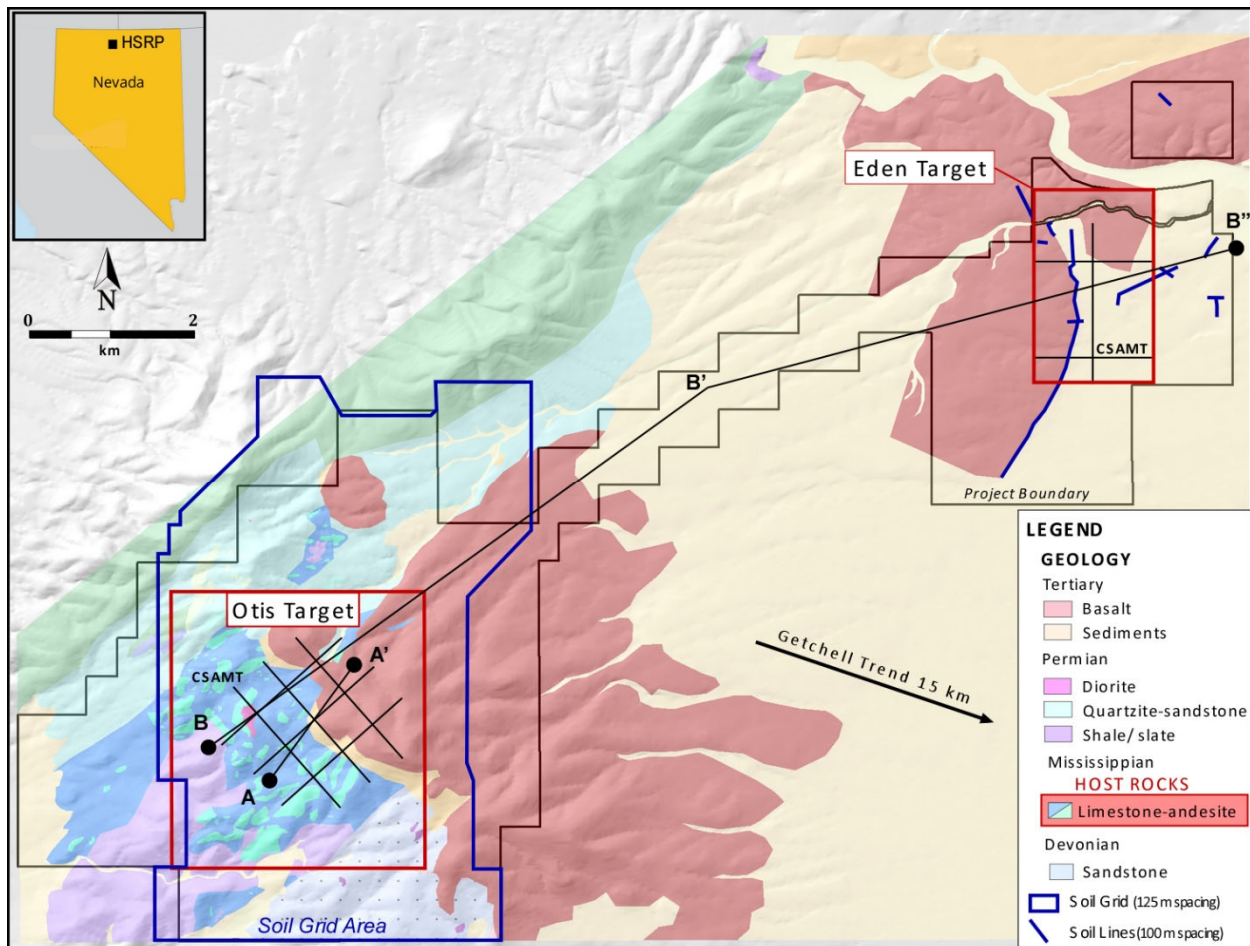 HSRP
Nevada
N
0
2
km
Eden Target
B"
CSAMT
B'
Project Boundary
Otis Target
CSAMT
A'
B
A
Getchell Trend 15 km
Soil Grid Area
LEGEND
GEOLOGY
Tertiary
Basalt
Sediments
Permian
Diorite
Quartzite-sandstone
Shale/ slate
Mississippian
HOST ROCKS
Limestone-andesite
Devonian
Sandstone
Soil Grid (125 m spacing)
Soil Lines (100 m spacing)